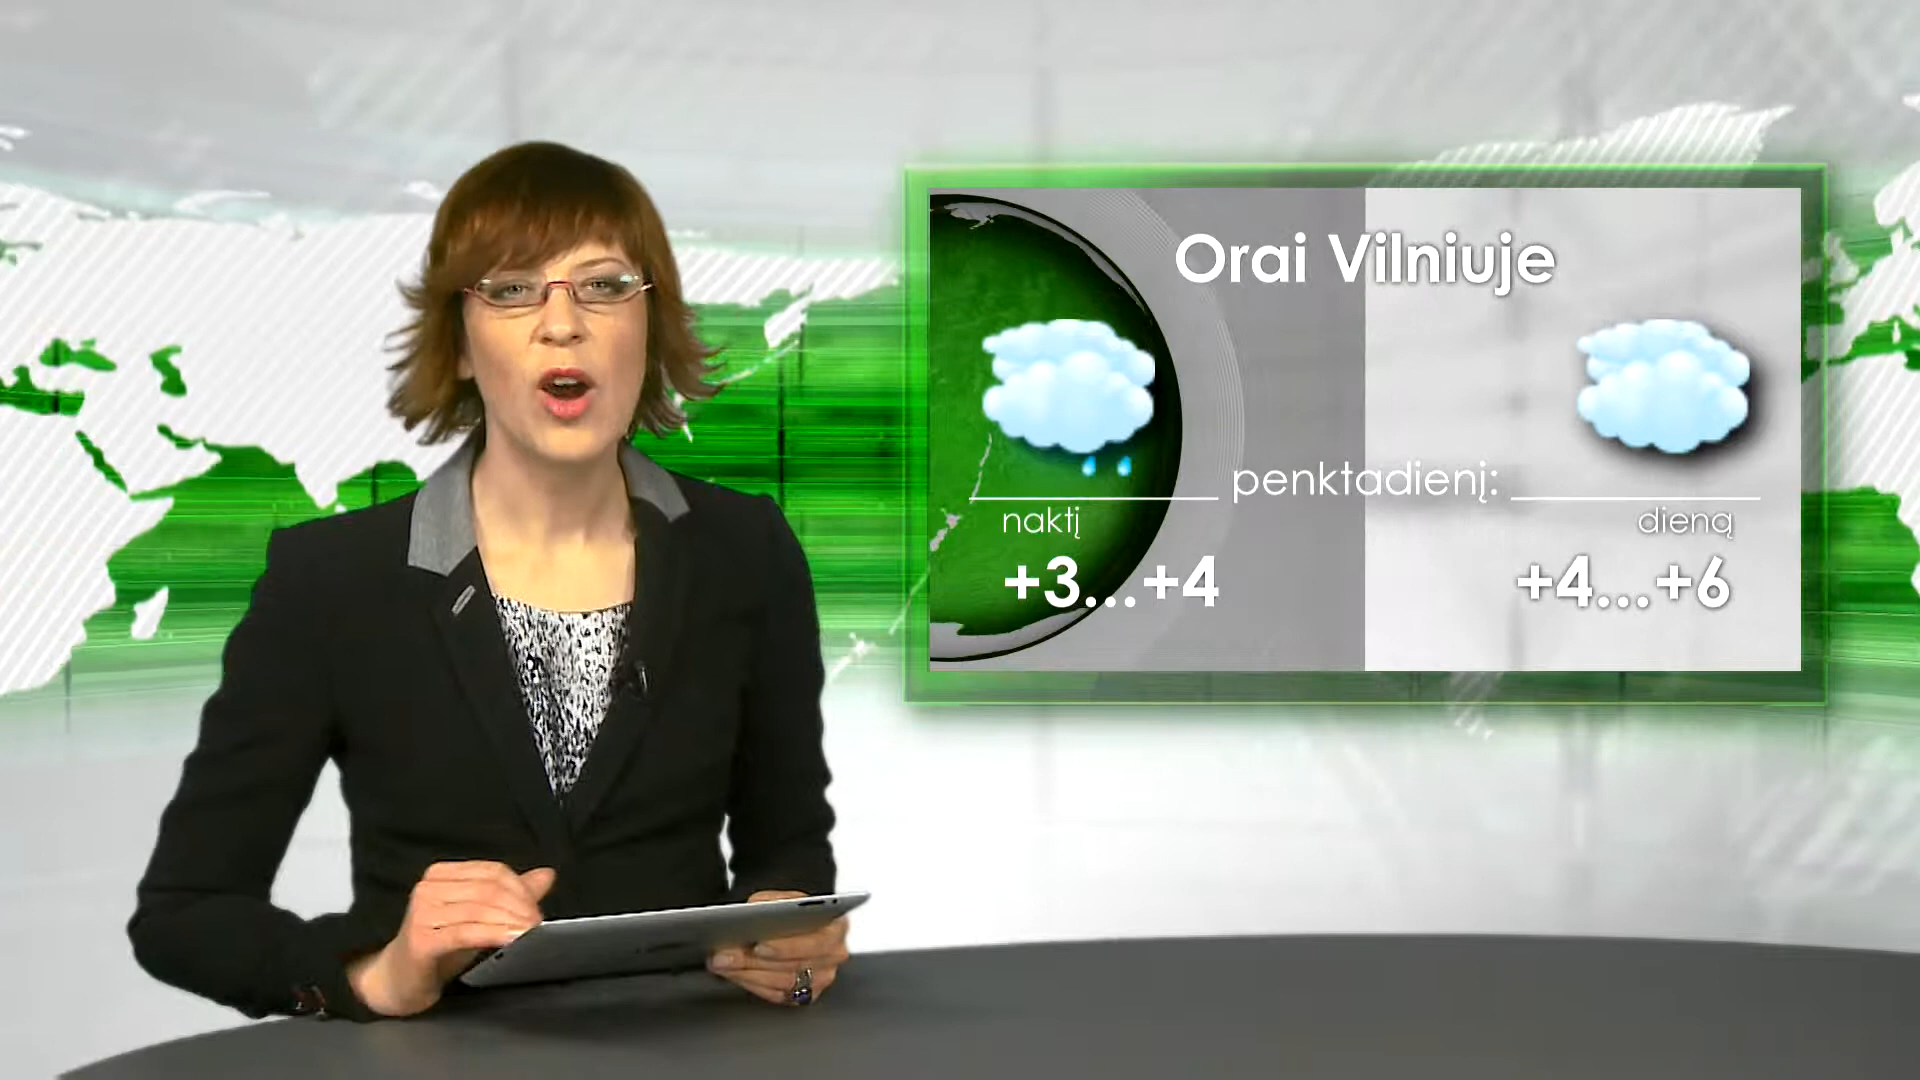 Orai Vilniuje
penktadienį:
naktį
dieną
+3...+4
+4...+6